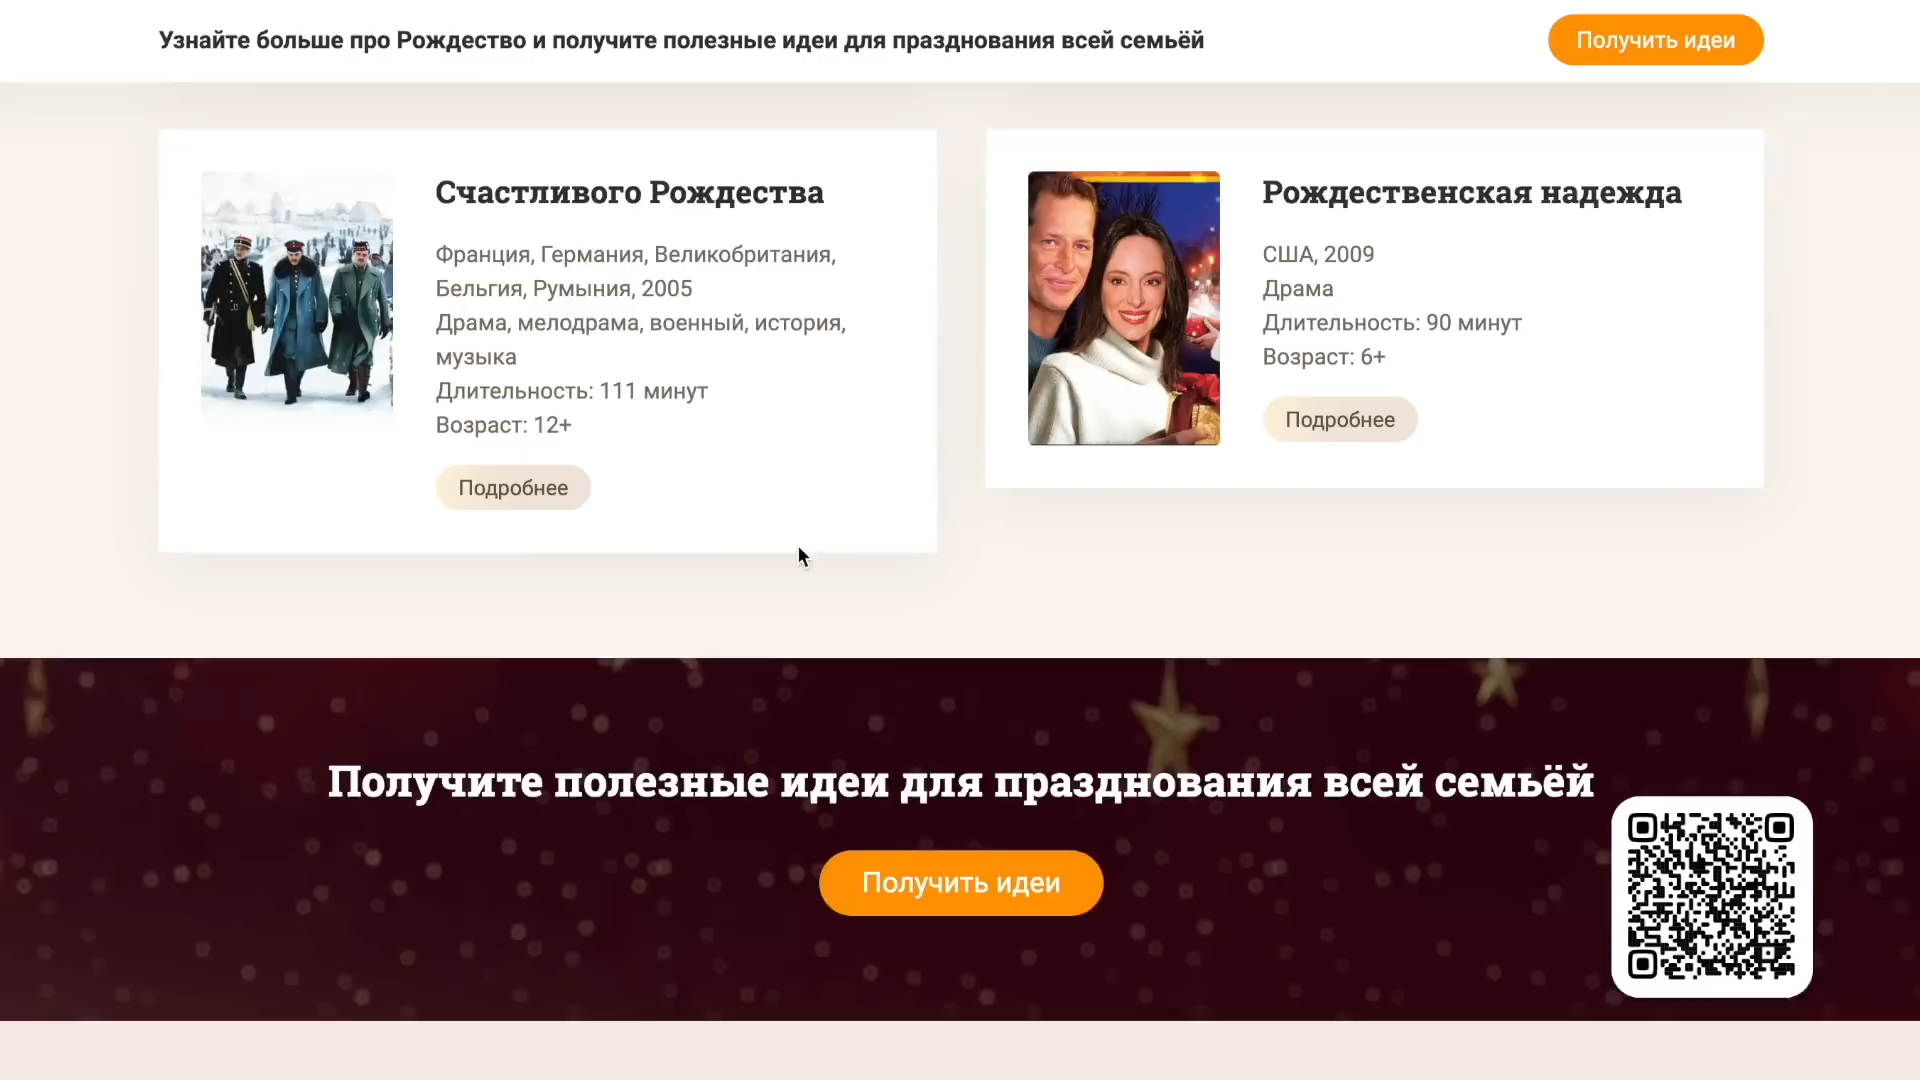 Узнайте больше про Рождество и получите полезные идеи для празднования всей семьёй
Получить идеи
Счастливого Рождества
Франция, Германия, Великобритания,
Бельгия, Румыния, 2005
Драма, мелодрама, военный, история,
музыка
Длительность: 111 минут
Возраст: 12+
Подробнее
Рождественская надежда
США, 2009
Драма
Длительность: 90 минут
Возраст: 6+
Подробнее
Получите полезные идеи для празднования всей семьёй
Получить идеи